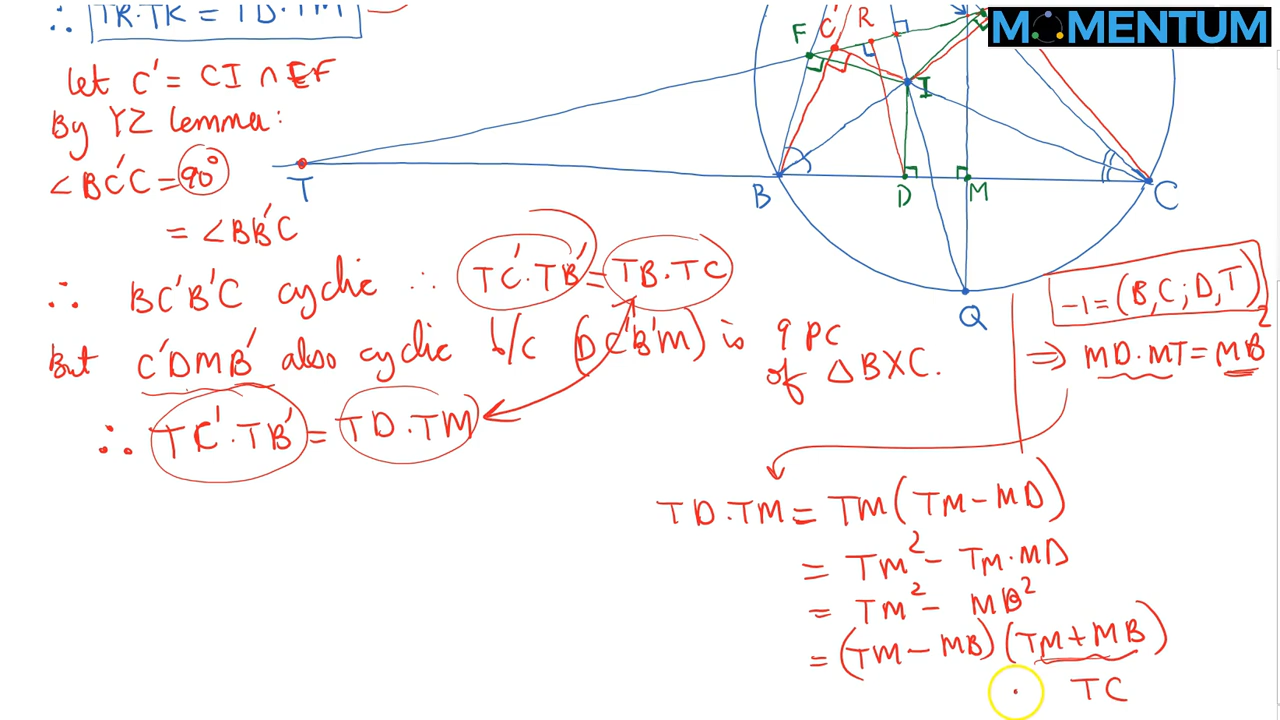 ∴ TR·TK = TD·TM
MOMENTUM
let C' = CI ∩ EF
By YZ lemma:
∠BC'C = 90°
= ∠BB'C
∴ BC'B'C cyclic ∴ TC'·TB' = TB·TC
But C'DMB' also cyclic b/c (DC'B'M) is 9PC
of △BXC.
∴ TC'·TB' = TD·TM
F
C'
R
I
T
B
D
M
C
Q
-1 = (B,C;D,T)
⇒ MD·MT = MB²
TD·TM = TM(TM - MD)
= TM² - TM·MD
= TM² - MB²
= (TM - MB)(TM + MB)
· TC